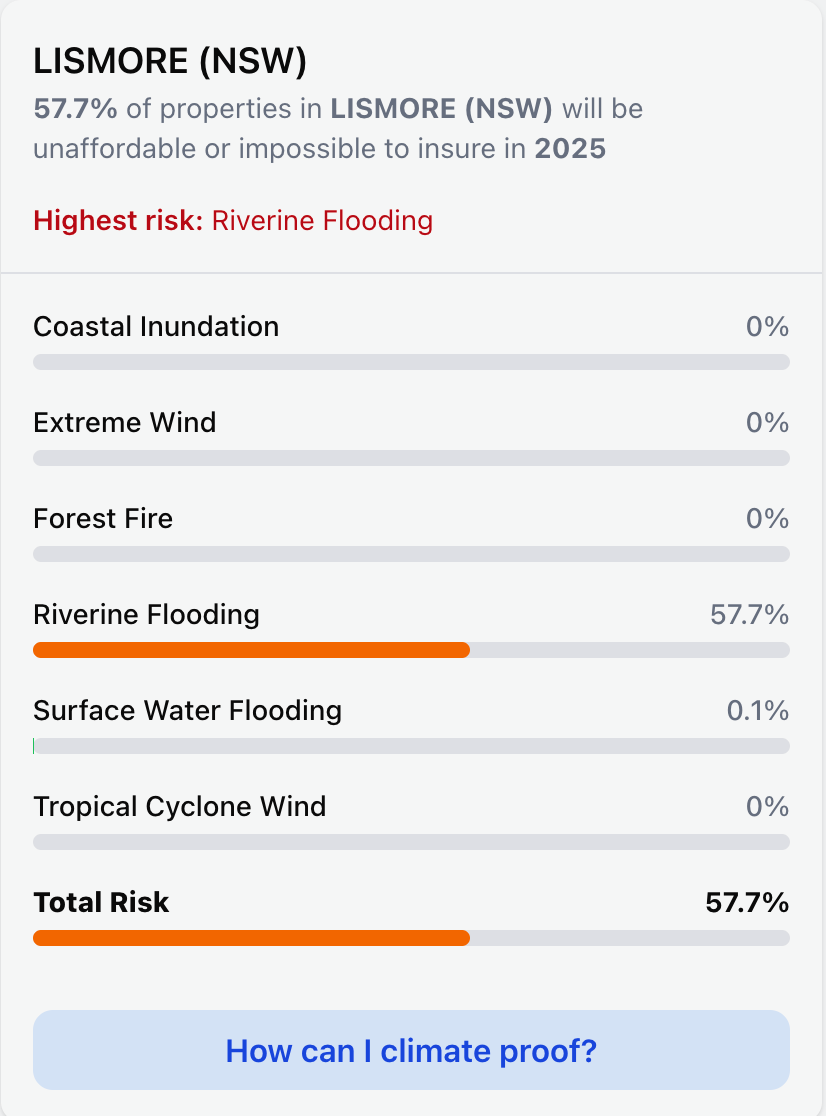 LISMORE (NSW)
57.7% of properties in LISMORE (NSW) will be
unaffordable or impossible to insure in 2025
Highest risk: Riverine Flooding
Coastal Inundation 0%
Extreme Wind 0%
Forest Fire 0%
Riverine Flooding 57.7%
Surface Water Flooding 0.1%
Tropical Cyclone Wind 0%
Total Risk 57.7%
How can I climate proof?